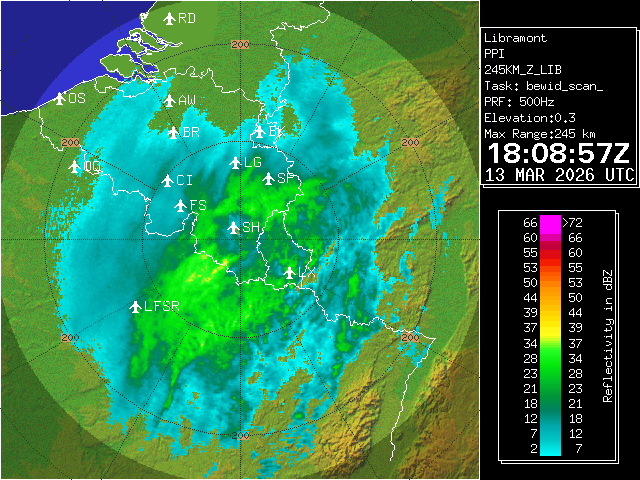 Libramont
PPI
245KM_Z_LIB
Task: bewid_scan_
PRF: 500Hz
Elevation:0.3
Max Range:245 km
18:08:57Z
13 MAR 2026 UTC
RD
200
OS
AW
BR
200
200
LG
CI
SP
FS
SH
LX
LFSR
200
200
200
66 >72
60 66
55 60
53 55
50 53
44 50
39 44
37 39
34 37
28 34
24 28
23 24
21 23
18 21
12 18
7 12
2 7
Reflectivity in dBZ